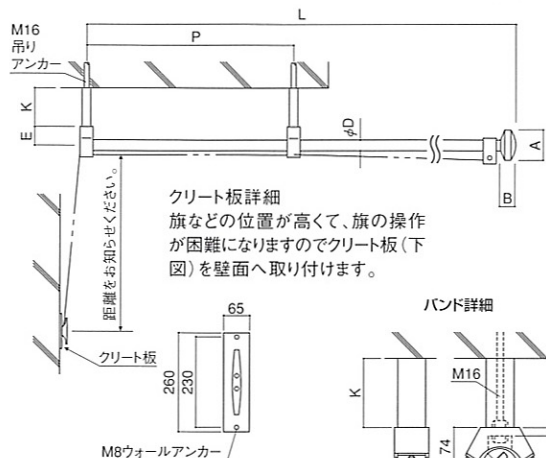 L
M16
吊り
アンカー
P
K
E
φD
A
B
距離をお知らせください。
クリート板詳細
旗などの位置が高くて、旗の操作
が困難になりますのでクリート板(下
図)を壁面へ取り付けます。
クリート板
65
260
230
M8ウォールアンカー
バンド詳細
K
M16
74